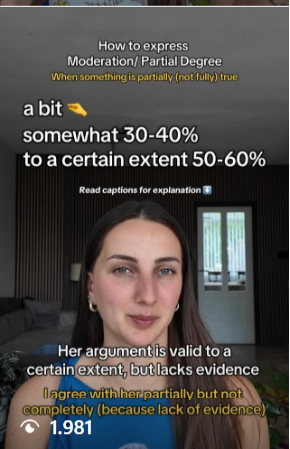 How to express
Moderation/ Partial Degree
When something is partially (not fully) true
a bit 🤏
somewhat 30-40%
to a certain extent 50-60%
Read captions for explanation ⬇️
Her argument is valid to a
certain extent, but lacks evidence
I agree with her partially but not
completely (because lack of evidence)
1.981